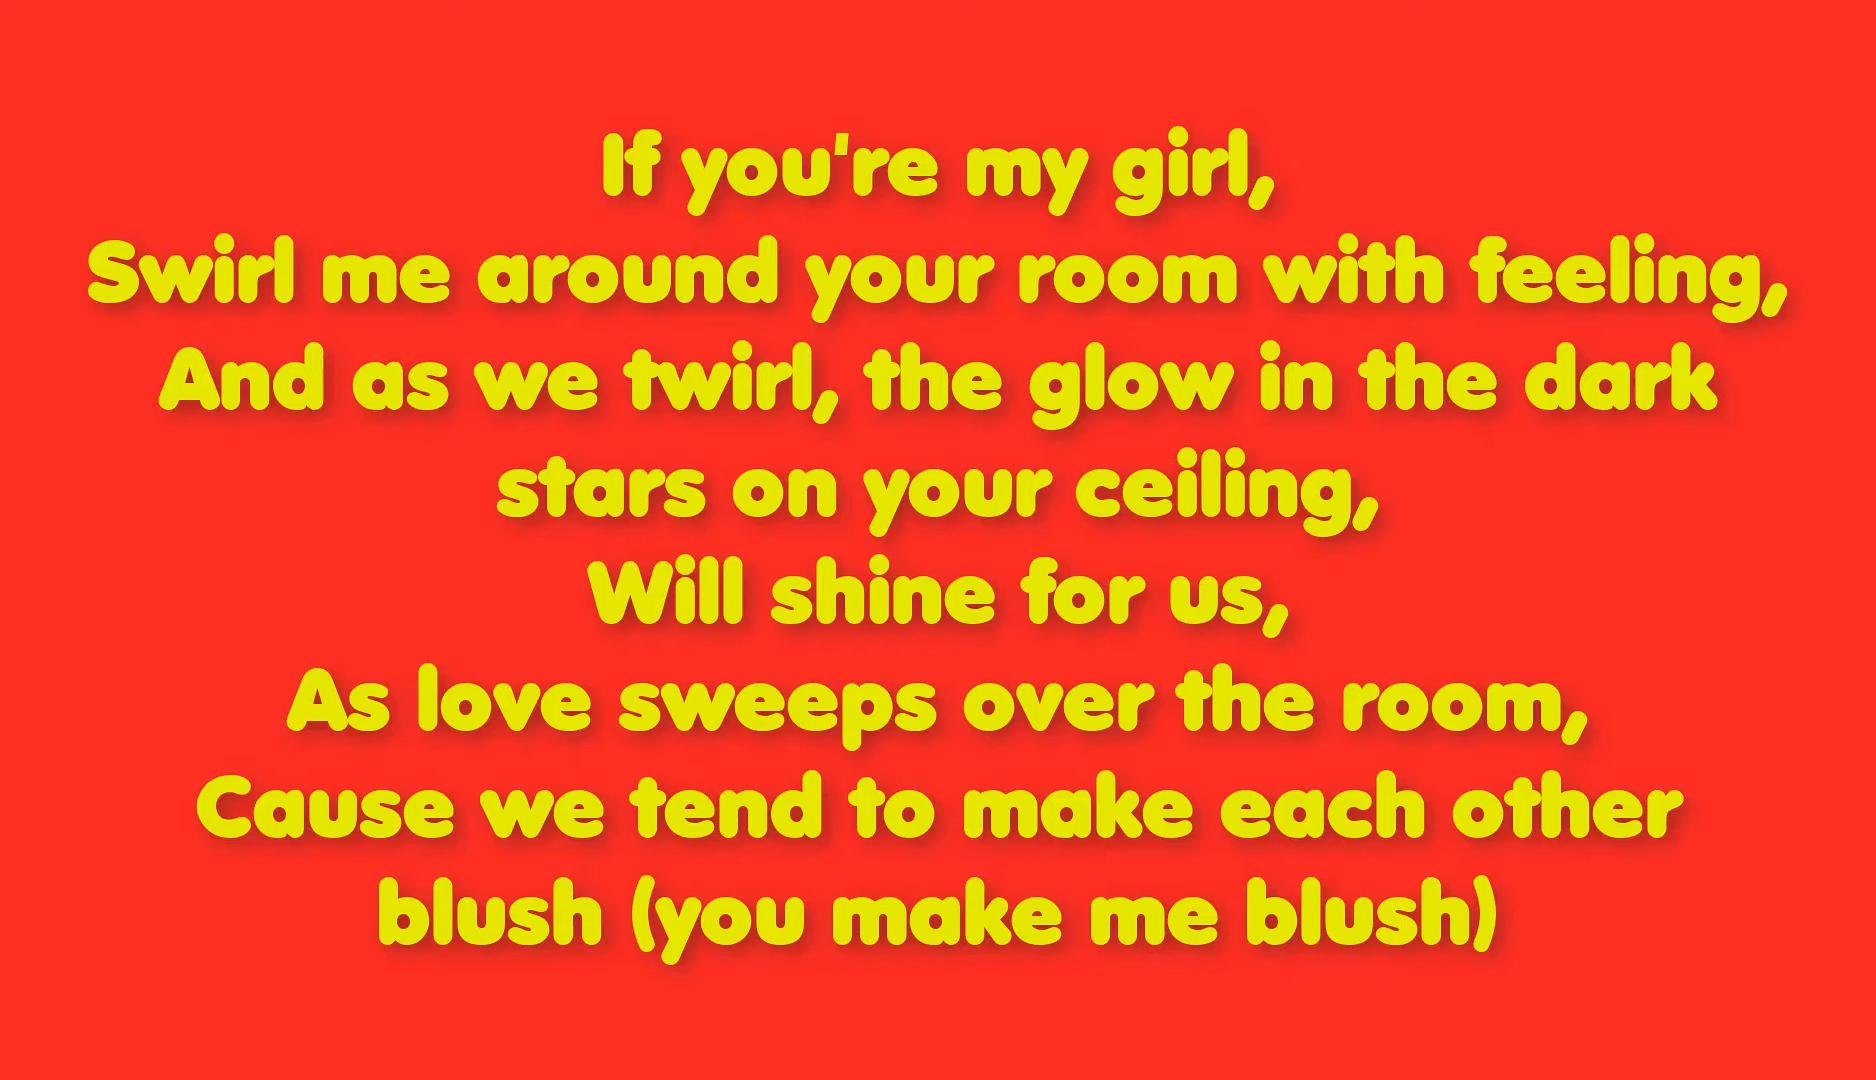 If you're my girl,
Swirl me around your room with feeling,
And as we twirl, the glow in the dark
stars on your ceiling,
Will shine for us,
As love sweeps over the room,
Cause we tend to make each other
blush (you make me blush)